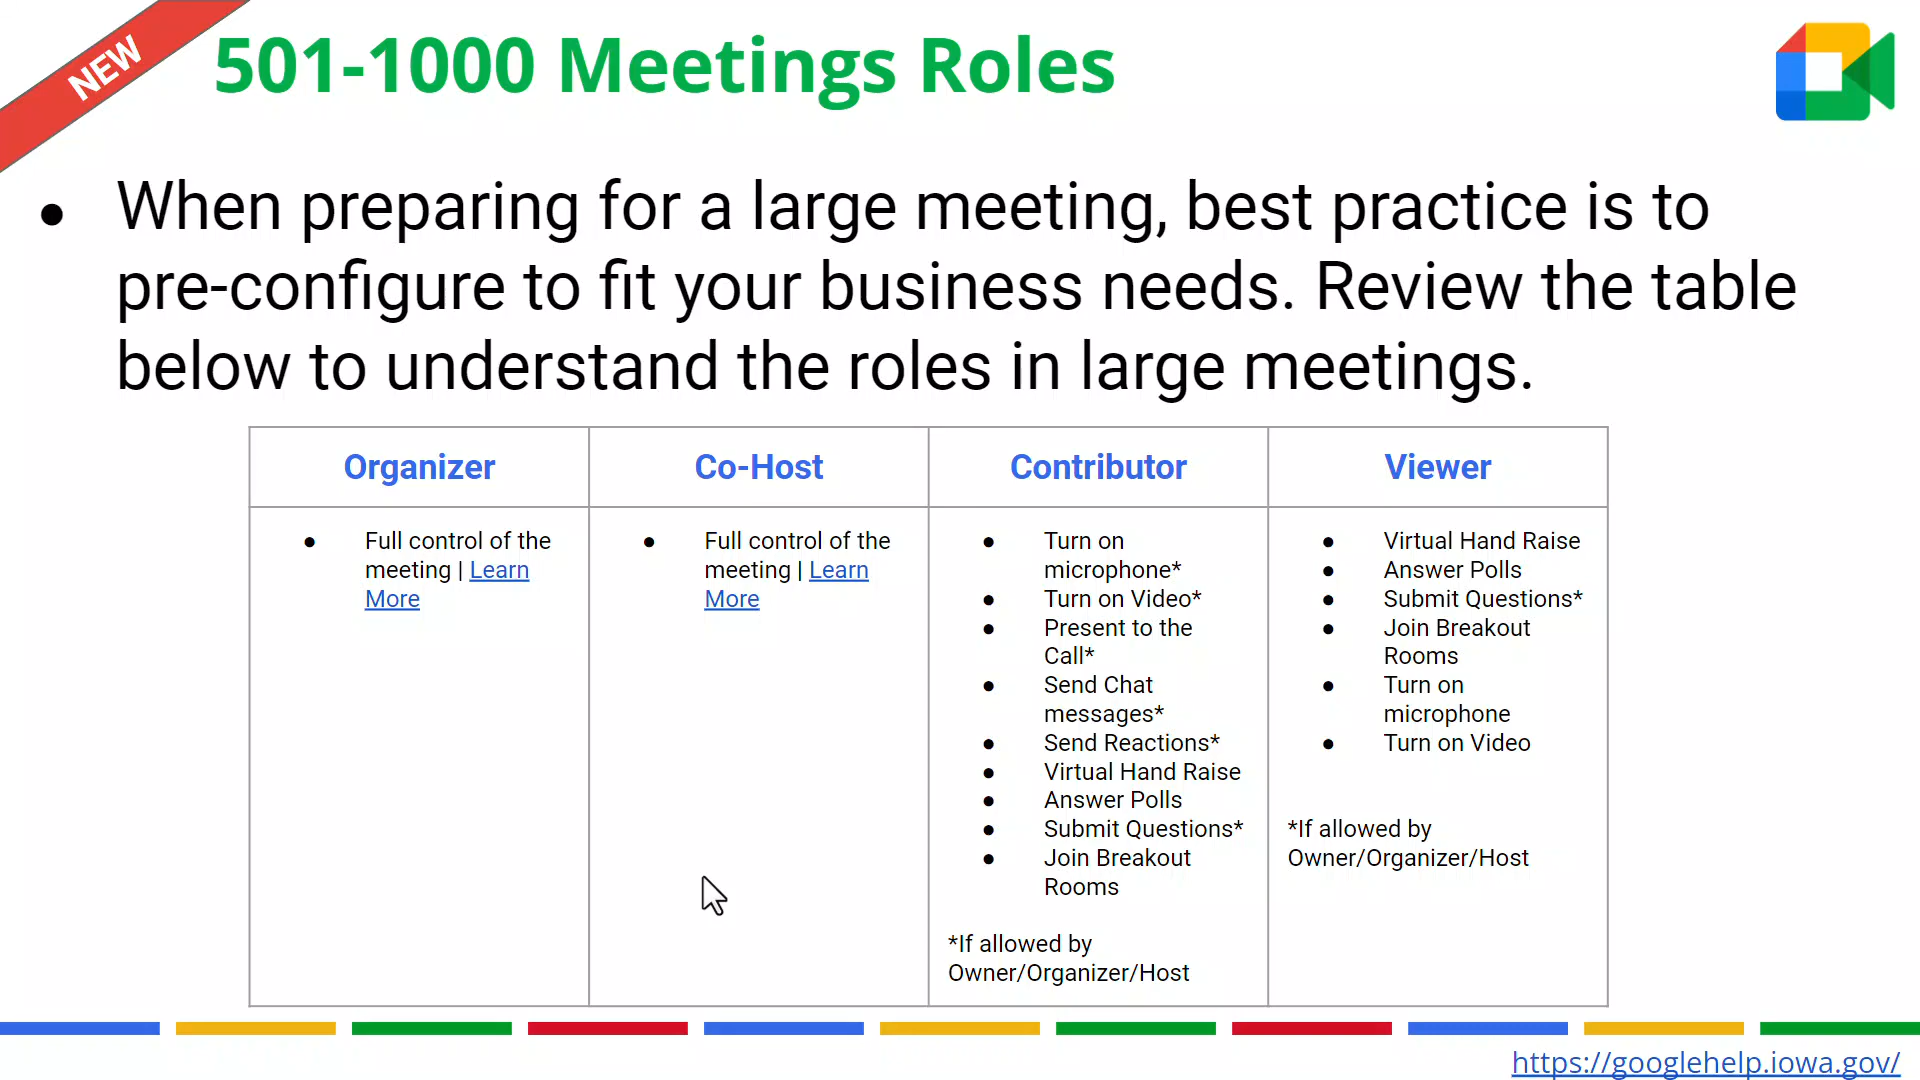 NEW
501-1000 Meetings Roles
● When preparing for a large meeting, best practice is to
pre-configure to fit your business needs. Review the table
below to understand the roles in large meetings.
Organizer
● Full control of the
meeting | Learn
More
Co-Host
● Full control of the
meeting | Learn
More
Contributor
● Turn on
microphone*
● Turn on Video*
● Present to the
Call*
● Send Chat
messages*
● Send Reactions*
● Virtual Hand Raise
● Answer Polls
● Submit Questions*
● Join Breakout
Rooms
*If allowed by
Owner/Organizer/Host
Viewer
● Virtual Hand Raise
● Answer Polls
● Submit Questions*
● Join Breakout
Rooms
● Turn on
microphone
● Turn on Video
*If allowed by
Owner/Organizer/Host
https://googlehelp.iowa.gov/